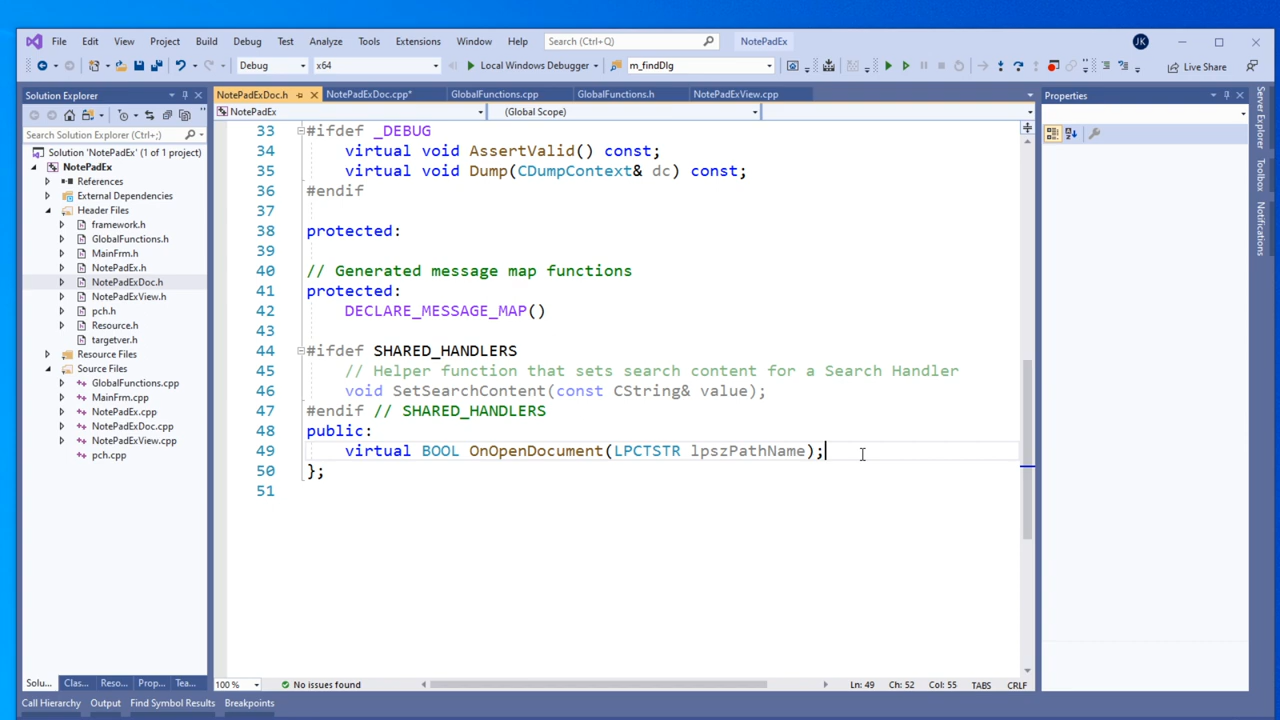 File Edit View Project Build Debug Test Analyze Tools Extensions Window Help Search (Ctrl+Q) NotePadEx JK
Debug x64 Local Windows Debugger m_findDlg Live Share
Solution Explorer
Search Solution Explorer (Ctrl+;)
Solution 'NotePadEx' (1 of 1 project)
NotePadEx
References
External Dependencies
Header Files
framework.h
GlobalFunctions.h
MainFrm.h
NotePadEx.h
NotePadExDoc.h
NotePadExView.h
pch.h
Resource.h
targetver.h
Resource Files
Source Files
GlobalFunctions.cpp
MainFrm.cpp
NotePadEx.cpp
NotePadExDoc.cpp
NotePadExView.cpp
pch.cpp
Solu... Clas... Reso... Prop... Tea...
NotePadExDoc.h NotePadExDoc.cpp* GlobalFunctions.cpp GlobalFunctions.h NotePadExView.cpp
NotePadEx (Global Scope)
33 #ifdef _DEBUG
34 virtual void AssertValid() const;
35 virtual void Dump(CDumpContext& dc) const;
36 #endif
37
38 protected:
39
40 // Generated message map functions
41 protected:
42 DECLARE_MESSAGE_MAP()
43
44 #ifdef SHARED_HANDLERS
45 // Helper function that sets search content for a Search Handler
46 void SetSearchContent(const CString& value);
47 #endif // SHARED_HANDLERS
48 public:
49 virtual BOOL OnOpenDocument(LPCTSTR lpszPathName);
50 };
51
100 % No issues found Ln: 49 Ch: 52 Col: 55 TABS CRLF
Properties
Server Explorer
Toolbox
Notifications
Call Hierarchy Output Find Symbol Results Breakpoints